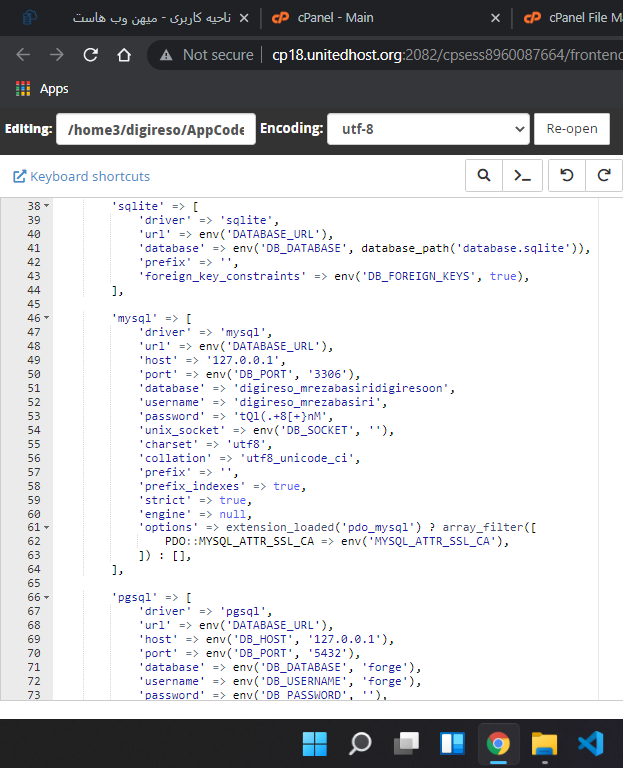 ناحیه کاربری - میهن وب هاست
cPanel - Main
cPanel File Ma
Not secure
cp18.unitedhost.org:2082/cpsess8960087664/frontend
Apps
Editing: /home3/digireso/AppCode Encoding: utf-8 Re-open
Keyboard shortcuts
38 'sqlite' => [
39 'driver' => 'sqlite',
40 'url' => env('DATABASE_URL'),
41 'database' => env('DB_DATABASE', database_path('database.sqlite')),
42 'prefix' => '',
43 'foreign_key_constraints' => env('DB_FOREIGN_KEYS', true),
44 ],
45
46 'mysql' => [
47 'driver' => 'mysql',
48 'url' => env('DATABASE_URL'),
49 'host' => '127.0.0.1',
50 'port' => env('DB_PORT', '3306'),
51 'database' => 'digireso_mrezabasiridigiresoon',
52 'username' => 'digireso_mrezabasiri',
53 'password' => 'tQl(.+8[+}nM',
54 'unix_socket' => env('DB_SOCKET', ''),
55 'charset' => 'utf8',
56 'collation' => 'utf8_unicode_ci',
57 'prefix' => '',
58 'prefix_indexes' => true,
59 'strict' => true,
60 'engine' => null,
61 'options' => extension_loaded('pdo_mysql') ? array_filter([
62 PDO::MYSQL_ATTR_SSL_CA => env('MYSQL_ATTR_SSL_CA'),
63 ]) : [],
64 ],
65
66 'pgsql' => [
67 'driver' => 'pgsql',
68 'url' => env('DATABASE_URL'),
69 'host' => env('DB_HOST', '127.0.0.1'),
70 'port' => env('DB_PORT', '5432'),
71 'database' => env('DB_DATABASE', 'forge'),
72 'username' => env('DB_USERNAME', 'forge'),
73 'password' => env('DB_PASSWORD', ''),